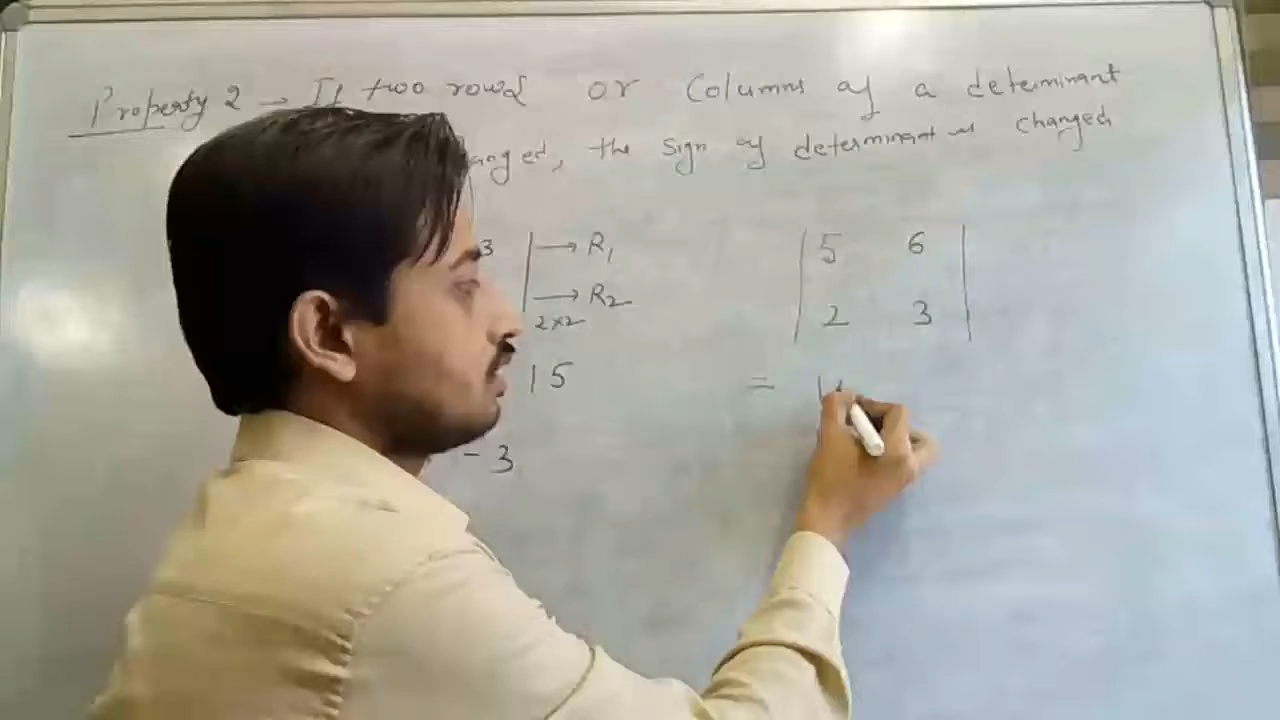 Property 2 → If two rows or Columns of a determinant
anged, the sign of determinant is changed
3 | → R1 | 5 6 |
| → R2 | 2 3 |
2×2
15 = 1
- 3